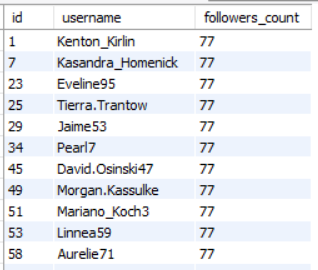 id username followers_count
1 Kenton_Kirlin 77
7 Kasandra_Homenick 77
23 Eveline95 77
25 Tierra.Trantow 77
29 Jaime53 77
34 Pearl7 77
45 David.Osinski47 77
49 Morgan.Kassulke 77
51 Mariano_Koch3 77
53 Linnea59 77
58 Aurelie71 77